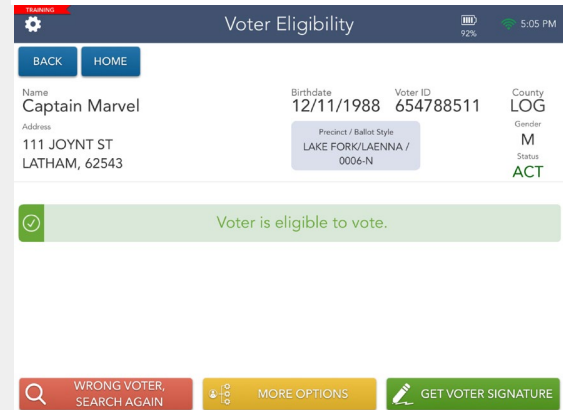 TRAINING
Voter Eligibility
92%
5:05 PM
BACK
HOME
Name
Captain Marvel
Birthdate
12/11/1988
Voter ID
654788511
County
LOG
Address
111 JOYNT ST
LATHAM, 62543
Precinct / Ballot Style
LAKE FORK/LAENNA /
0006-N
Gender
M
Status
ACT
Voter is eligible to vote.
WRONG VOTER,
SEARCH AGAIN
MORE OPTIONS
GET VOTER SIGNATURE